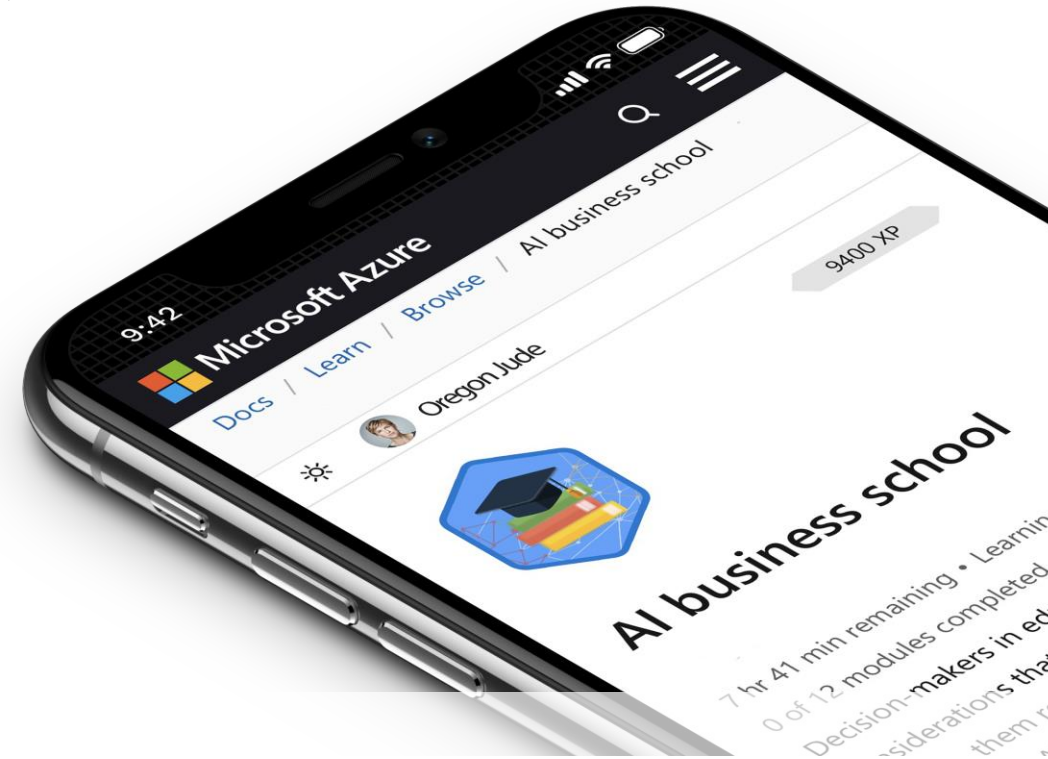 9:42
Microsoft Azure
Docs / Learn / Browse / AI business school
Oregon Jude
9400 XP
AI business school
7 hr 41 min remaining • Learnin
0 of 12 modules completed
Decision-makers in ed
siderations that
them r